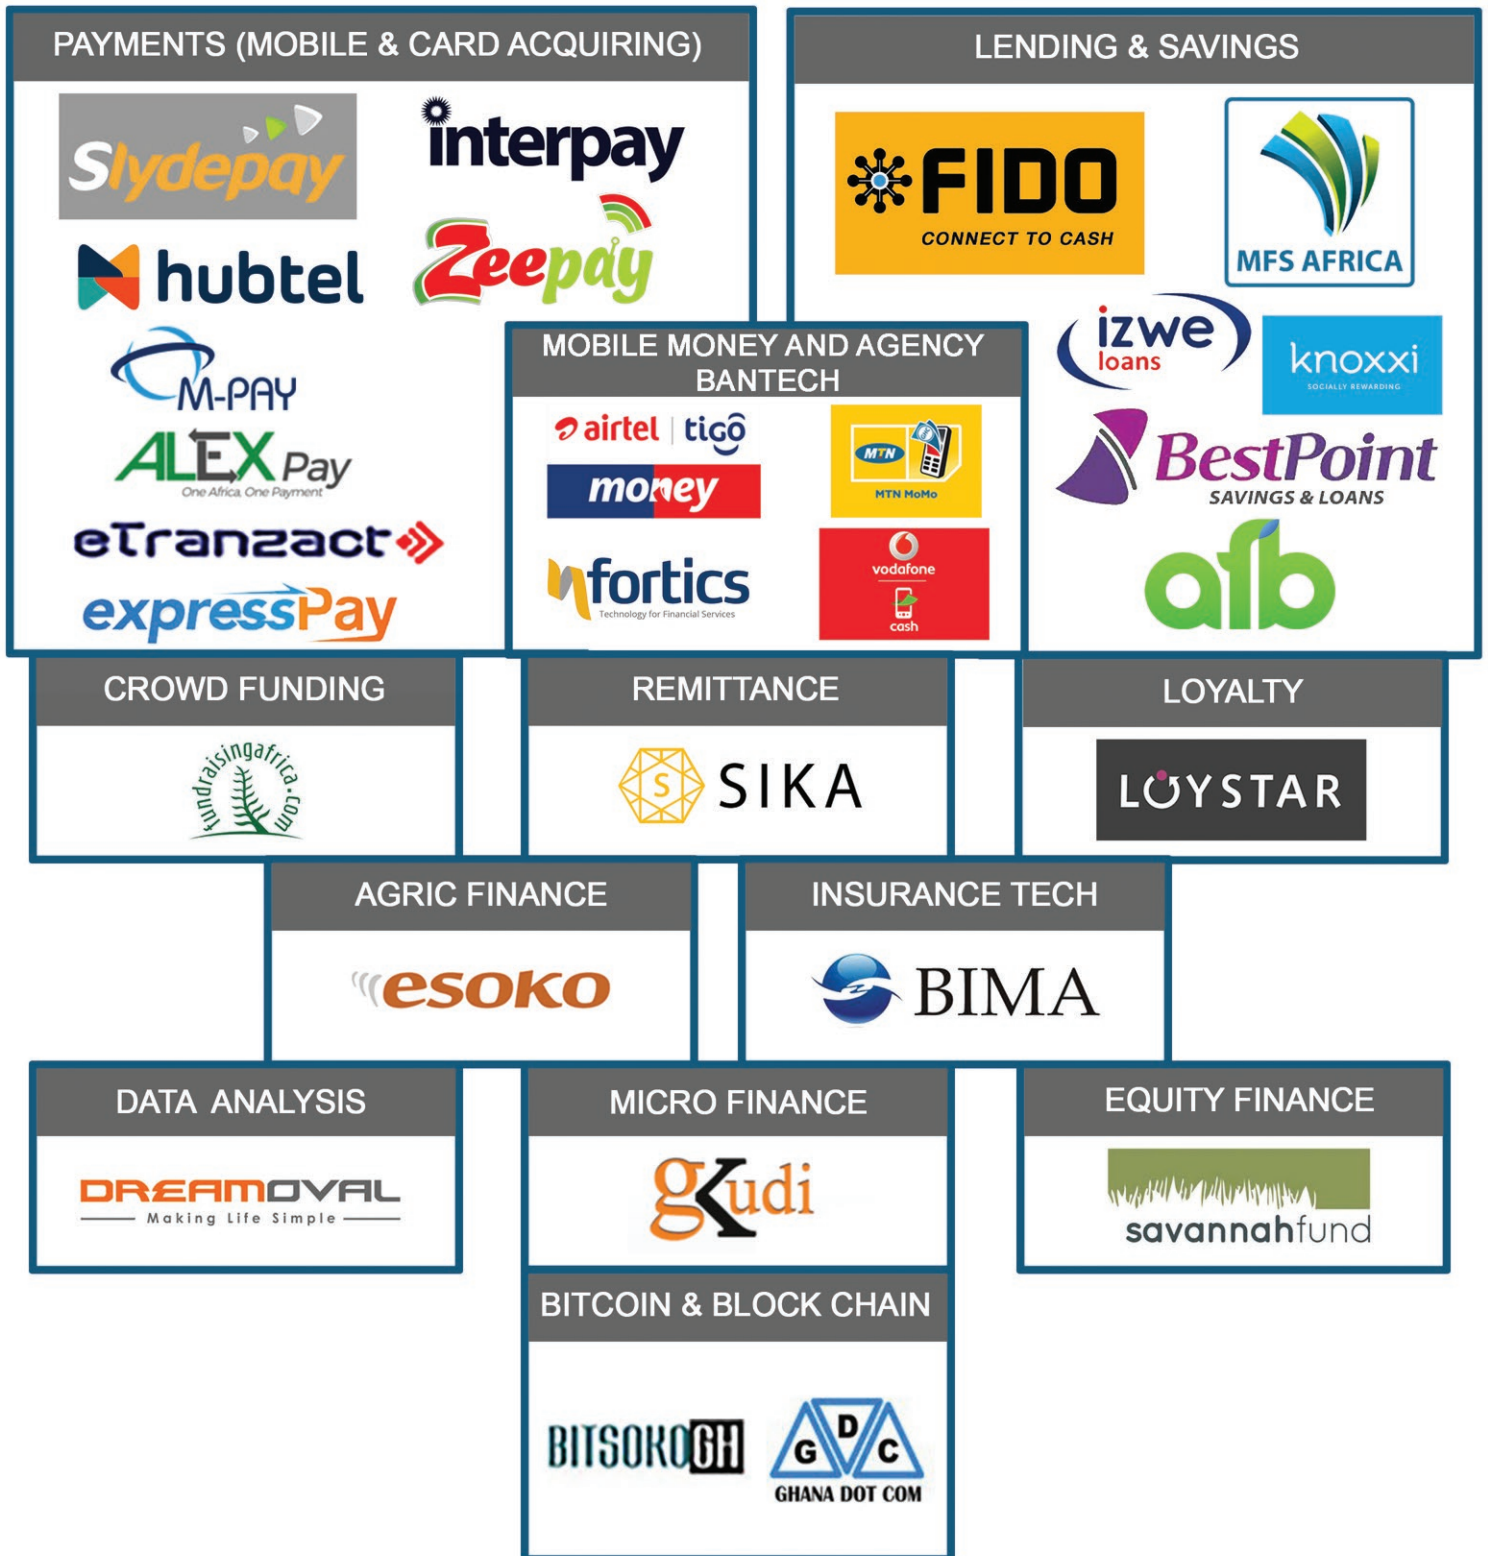 PAYMENTS (MOBILE & CARD ACQUIRING)
Slydepay
interpay
hubtel
Zeepay
M-PAY
ALEX Pay
One Africa, One Payment
eTranzact
expressPay
LENDING & SAVINGS
FIDO
CONNECT TO CASH
MFS AFRICA
izwe
loans
knoxxi
SOCIALLY REWARDING
BestPoint
SAVINGS & LOANS
afb
MOBILE MONEY AND AGENCY
BANTECH
airtel tigo
money
MTN
MTN MoMo
nfortics
Technology for Financial Services
vodafone
cash
CROWD FUNDING
fundraisingafrica.com
REMITTANCE
S
SIKA
LOYALTY
LOYSTAR
AGRIC FINANCE
esoko
INSURANCE TECH
BIMA
DATA ANALYSIS
DREAMOVAL
Making Life Simple
MICRO FINANCE
gKudi
EQUITY FINANCE
savannahfund
BITCOIN & BLOCK CHAIN
BITSOKOGH
G D C
GHANA DOT COM